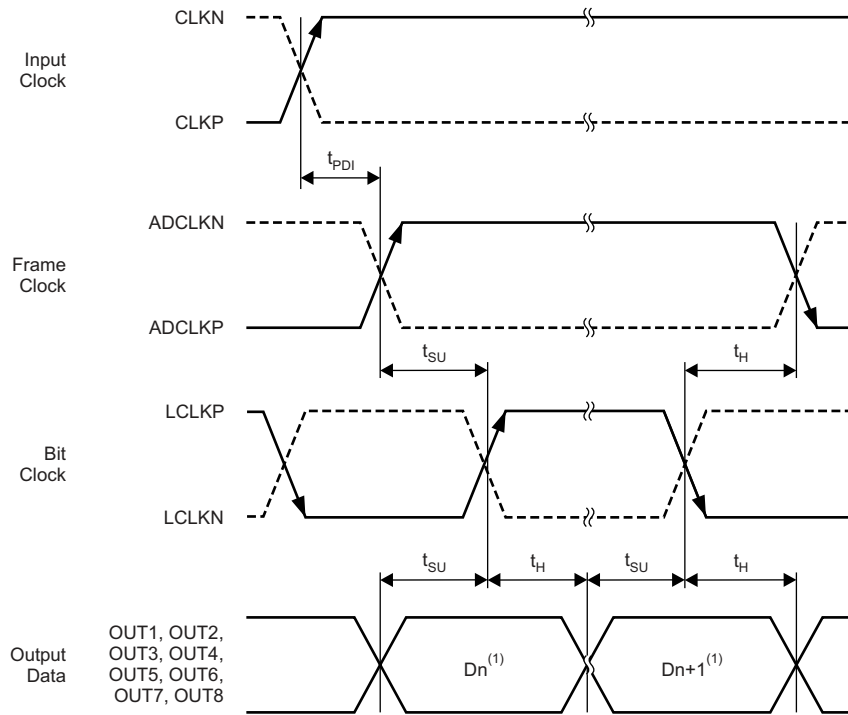 CLKN
Input
Clock
CLKP
tPDI
ADCLKN
Frame
Clock
ADCLKP
tSU
tH
LCLKP
Bit
Clock
LCLKN
tSU
tH
tSU
tH
Output
Data
OUT1, OUT2,
OUT3, OUT4,
OUT5, OUT6,
OUT7, OUT8
Dn(1)
Dn+1(1)